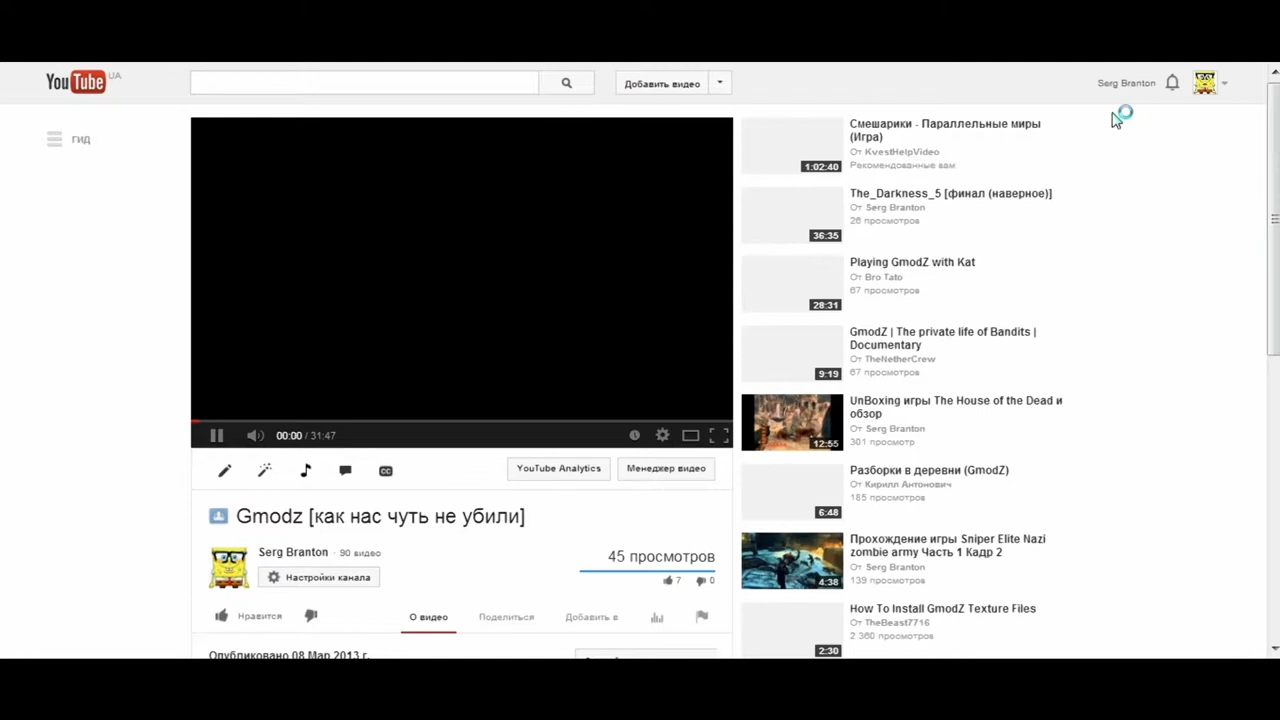 YouTube UA
Добавить видео
Serg Branton
гид
00:00 / 31:47
YouTube Analytics
Менеджер видео
Gmodz [как нас чуть не убили]
Serg Branton · 90 видео
Настройки канала
45 просмотров
7 0
Нравится
О видео
Поделиться
Добавить в
Опубликовано 08 Мар 2013 г.
Смешарики - Параллельные миры
(Игра)
От KvestHelpVideo
Рекомендованные вам
1:02:40
The_Darkness_5 [финал (наверное)]
От Serg Branton
26 просмотров
36:35
Playing GmodZ with Kat
От Bro Tato
67 просмотров
28:31
GmodZ | The private life of Bandits |
Documentary
От TheNetherCrew
67 просмотров
9:19
UnBoxing игры The House of the Dead и
обзор
От Serg Branton
301 просмотр
12:55
Разборки в деревни (GmodZ)
От Кирилл Антонович
185 просмотров
6:48
Прохождение игры Sniper Elite Nazi
zombie army Часть 1 Кадр 2
От Serg Branton
139 просмотров
4:38
How To Install GmodZ Texture Files
От TheBeast7716
2 360 просмотров
2:30